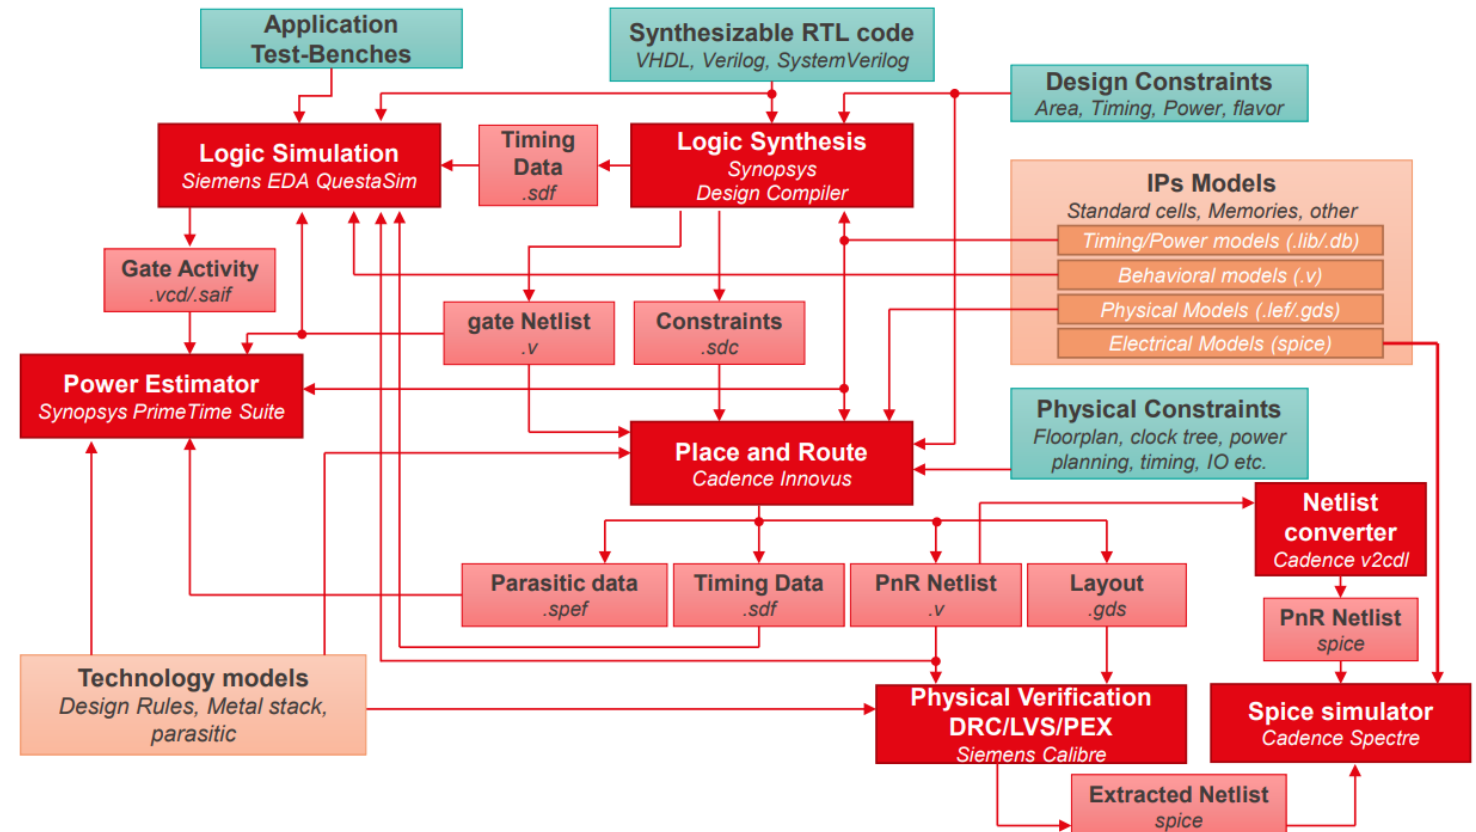 Application
Test-Benches
Synthesizable RTL code
VHDL, Verilog, SystemVerilog
Design Constraints
Area, Timing, Power, flavor
Logic Simulation
Siemens EDA QuestaSim
Timing
Data
.sdf
Logic Synthesis
Synopsys
Design Compiler
IPs Models
Standard cells, Memories, other
Timing/Power models (.lib/.db)
Behavioral models (.v)
Physical Models (.lef/.gds)
Electrical Models (spice)
Gate Activity
.vcd/.saif
gate Netlist
.v
Constraints
.sdc
Power Estimator
Synopsys PrimeTime Suite
Physical Constraints
Floorplan, clock tree, power
planning, timing, IO etc.
Place and Route
Cadence Innovus
Netlist
converter
Cadence v2cdl
Parasitic data
.spef
Timing Data
.sdf
PnR Netlist
.v
Layout
.gds
PnR Netlist
spice
Technology models
Design Rules, Metal stack,
parasitic
Physical Verification
DRC/LVS/PEX
Siemens Calibre
Spice simulator
Cadence Spectre
Extracted Netlist
spice